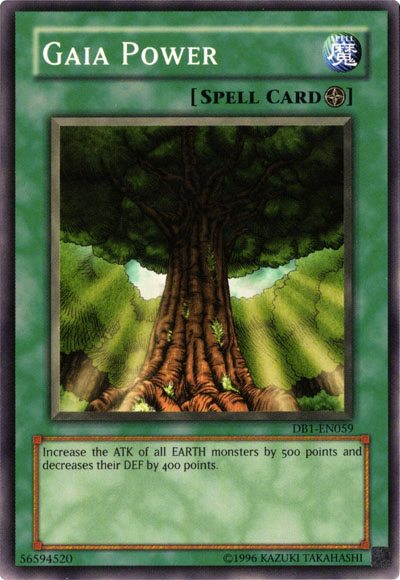 Gaia Power
SPELL
魔
[Spell Card]
DB1-EN059
Increase the ATK of all EARTH monsters by 500 points and
decreases their DEF by 400 points.
56594520
©1996 KAZUKI TAKAHASHI